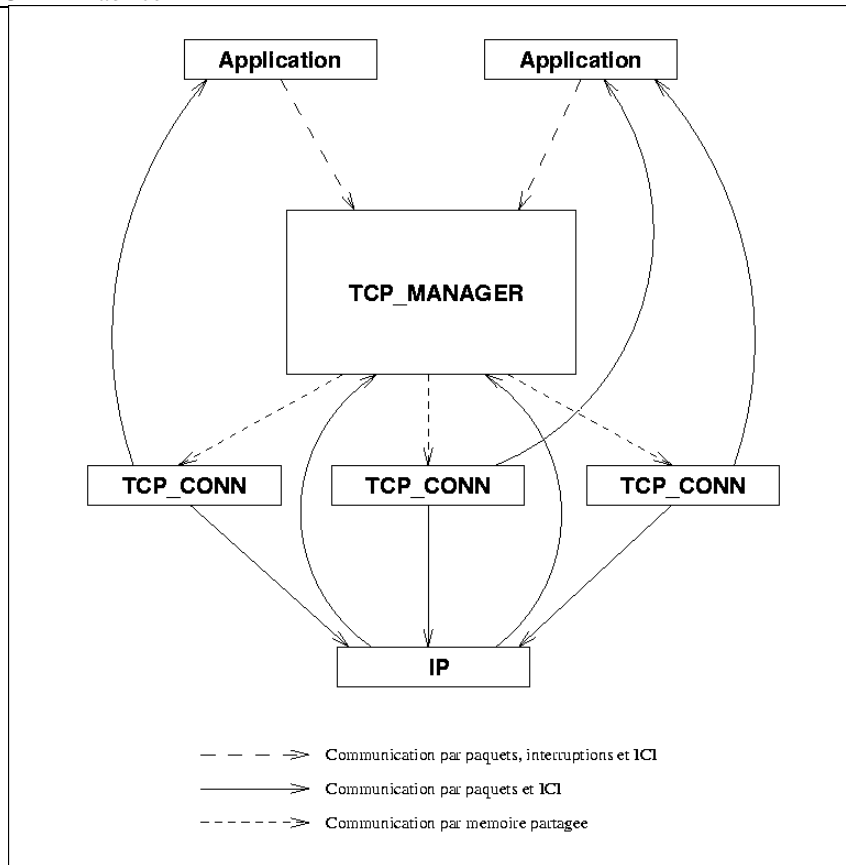 Application Application
TCP_MANAGER
TCP_CONN TCP_CONN TCP_CONN
IP
Communication par paquets, interruptions et ICI
Communication par paquets et ICI
Communication par memoire partagee